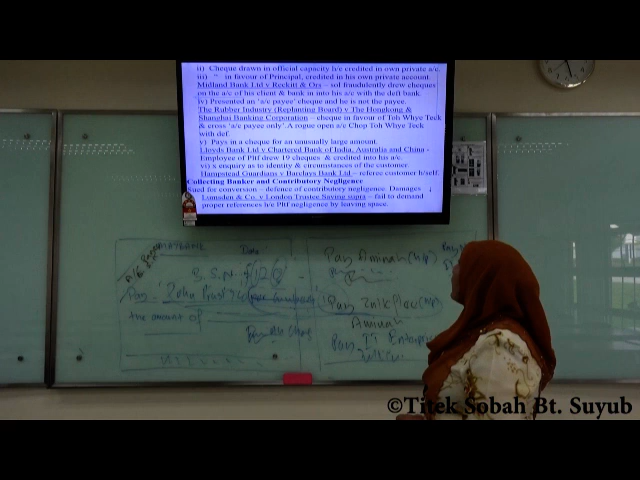 ii) Cheque drawn in official capacity b/e credited in own private a/c.
iii) " in favour of Principal, credited in his own private account.
Midland Bank Ltd v Reckitt & Ors – sol fraudulently drew cheques
on the a/c of his client & bank in into his a/c with the deft bank.
iv) Presented an 'a/c payee' cheque and he is not the payee.
The Rubber Industry (Replanting Board) v The Hongkong &
Shanghai Banking Corporation – cheque in favour of Toh Whye Teck
& cross 'a/c payee only'. A rogue open a/c Chop Toh Whye Teck
with def.
v) Pays in a cheque for an unusually large amount.
Lloyds Bank Ltd v Chartered Bank of India, Australia and China -
Employee of Pltf drew 19 cheques & credited into his a/c.
vi) x enquiry as to identity & circumstances of the customer
Hampstead Guardians v Barclays Bank Ltd – referee customer h/self.
Collecting Banker and Contributory Negligence
Sued for conversion – defence of contributory negligence. Damages ↓
Lumsden & Co. v London Trustee Saving supra – fail to demand
proper references b/e Pltf negligence by leaving space.
A/C Payee
Date
Pay
the amount of
Pay Aminah
Pay
Aminah
Pay
©Titek Sobah Bt. Suyub